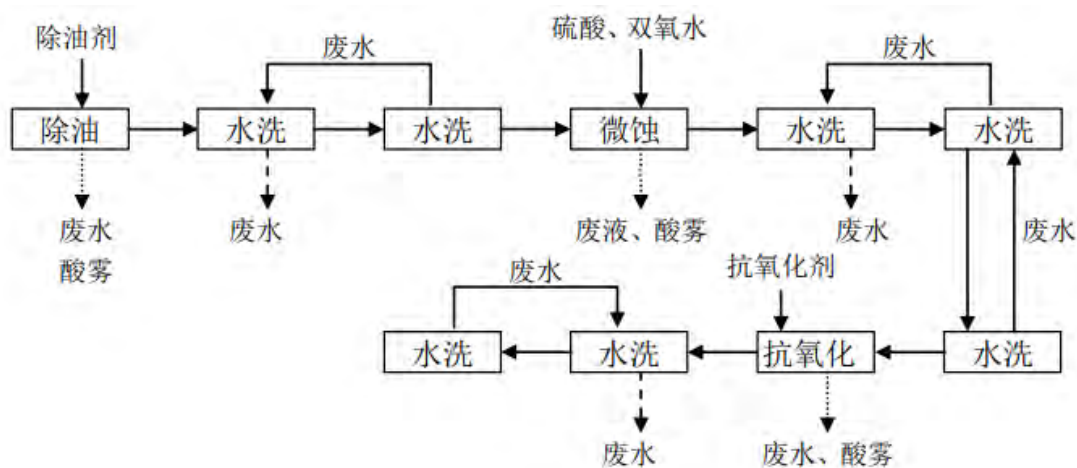 除油剂
废水
硫酸、双氧水
废水
除油
水洗
水洗
微蚀
水洗
水洗
废水
酸雾
废水
废液、酸雾
废水
废水
废水
抗氧化剂
水洗
水洗
抗氧化
水洗
废水
废水、酸雾